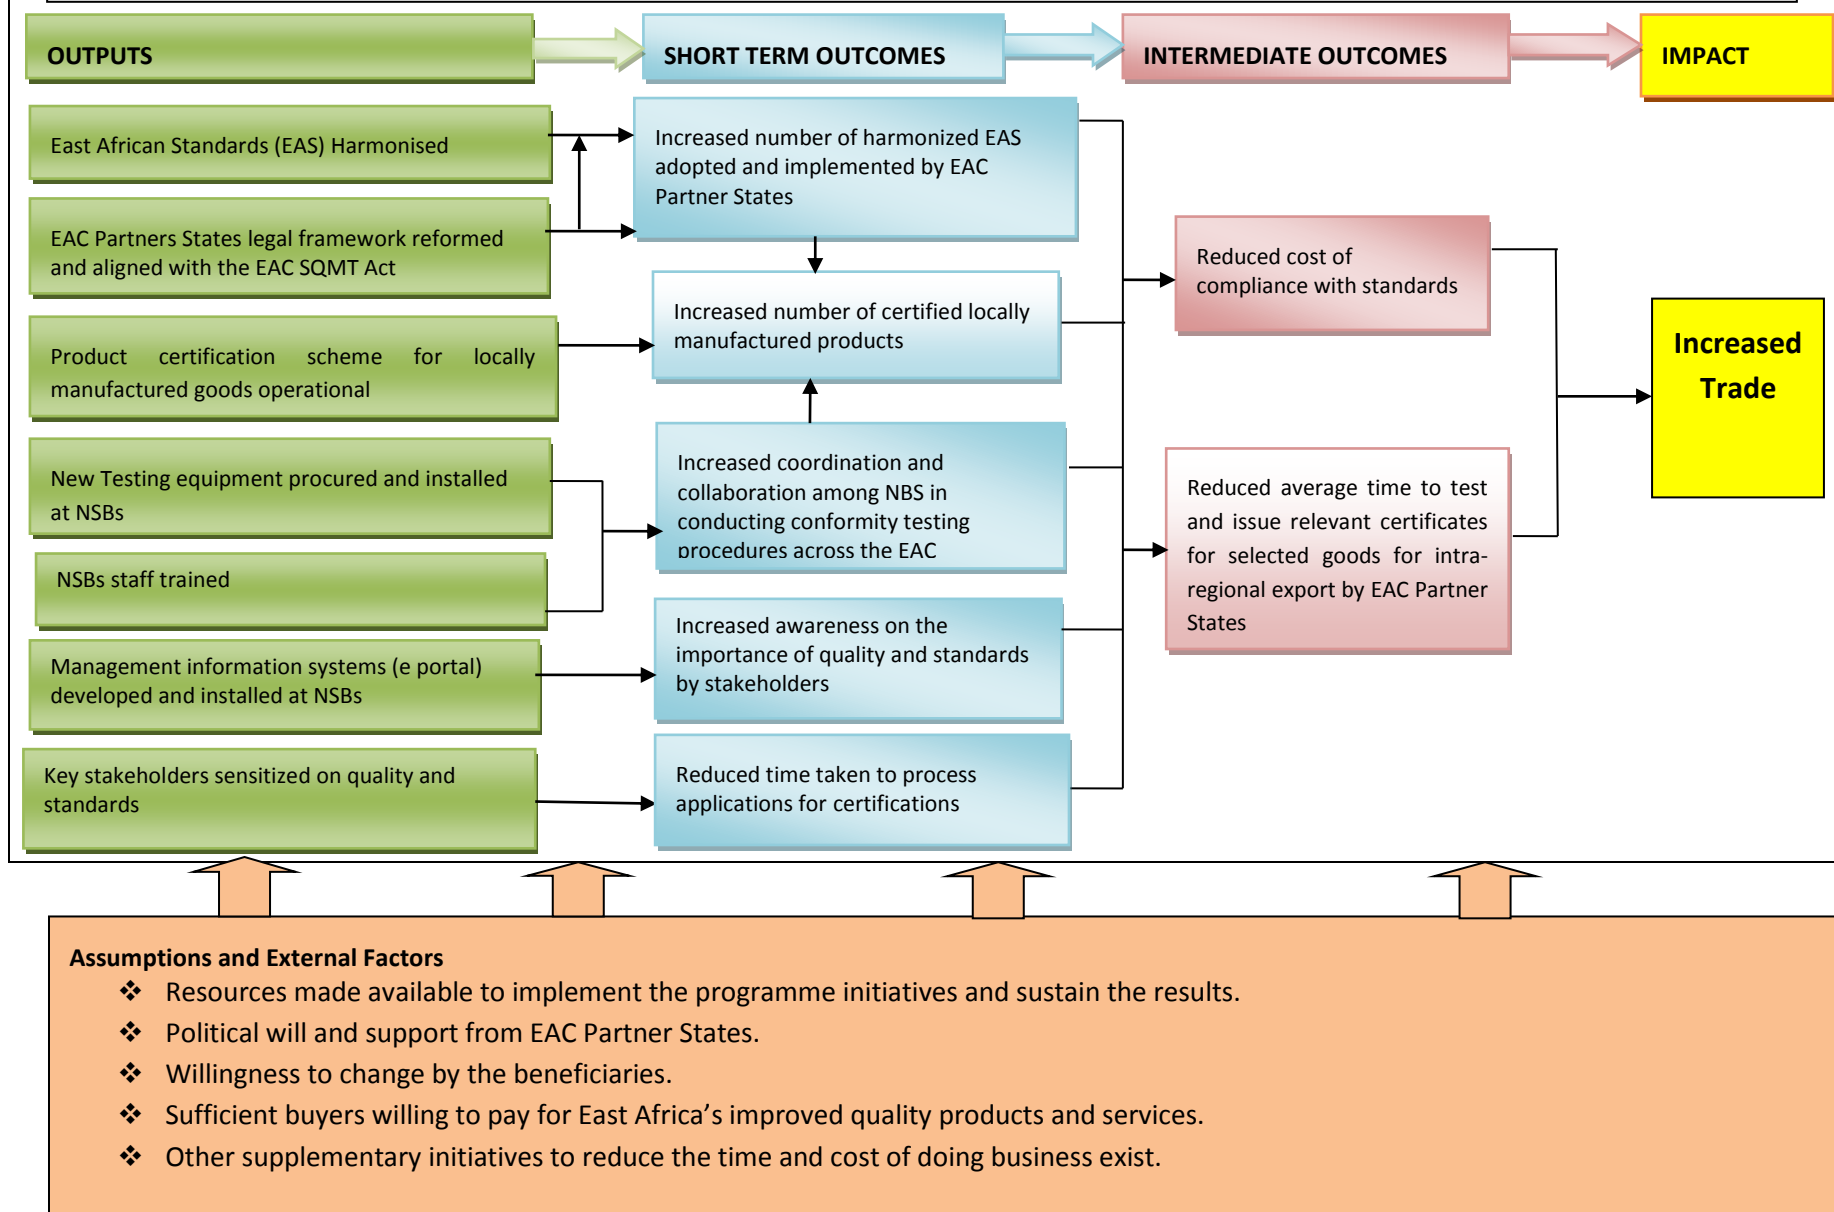 OUTPUTS
SHORT TERM OUTCOMES
INTERMEDIATE OUTCOMES
IMPACT
East African Standards (EAS) Harmonised
EAC Partners States legal framework reformed
and aligned with the EAC SQMT Act
Product certification scheme for locally
manufactured goods operational
New Testing equipment procured and installed
at NSBs
NSBs staff trained
Management information systems (e portal)
developed and installed at NSBs
Key stakeholders sensitized on quality and
standards
Increased number of harmonized EAS
adopted and implemented by EAC
Partner States
Increased number of certified locally
manufactured products
Increased coordination and
collaboration among NBS in
conducting conformity testing
procedures across the EAC
Increased awareness on the
importance of quality and standards
by stakeholders
Reduced time taken to process
applications for certifications
Reduced cost of
compliance with standards
Reduced average time to test
and issue relevant certificates
for selected goods for intra-
regional export by EAC Partner
States
Increased
Trade
Assumptions and External Factors
❖ Resources made available to implement the programme initiatives and sustain the results.
❖ Political will and support from EAC Partner States.
❖ Willingness to change by the beneficiaries.
❖ Sufficient buyers willing to pay for East Africa’s improved quality products and services.
❖ Other supplementary initiatives to reduce the time and cost of doing business exist.